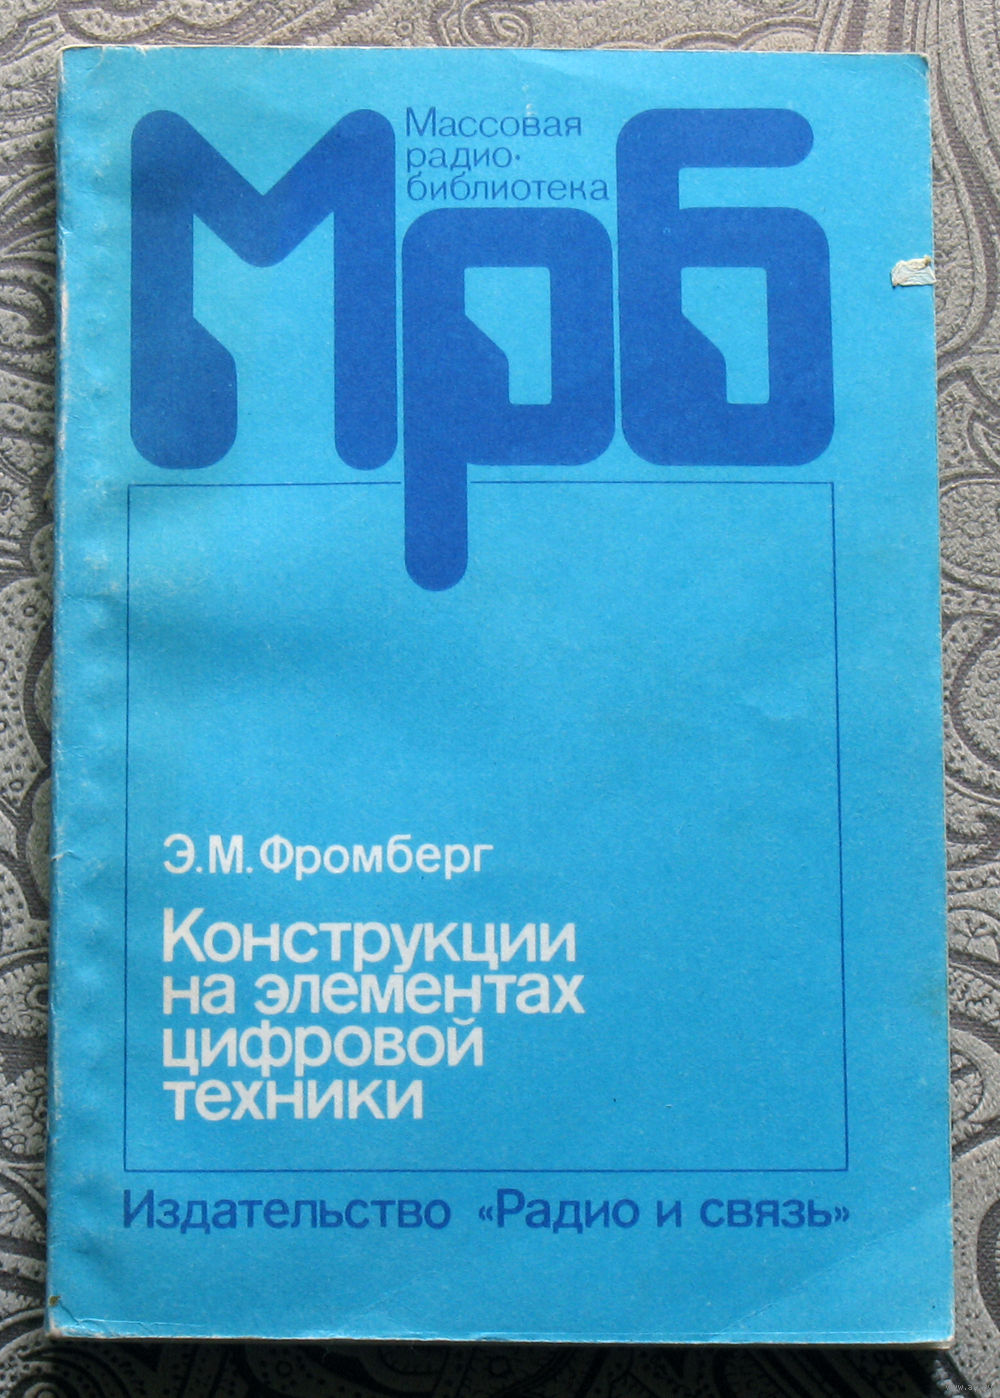 Массовая
радио-
библиотека
Мрб
Э.М.Фромберг
Конструкции
на элементах
цифровой
техники
Издательство «Радио и связь»